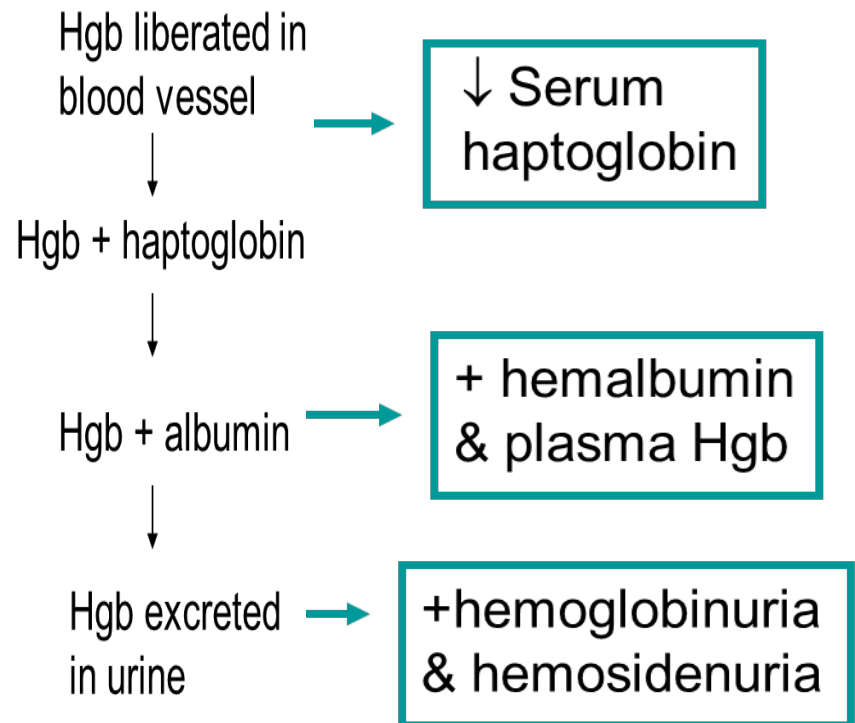 Hgb liberated in
blood vessel
↓ Serum
haptoglobin
Hgb + haptoglobin
Hgb + albumin
+ hemalbumin
& plasma Hgb
Hgb excreted
in urine
+hemoglobinuria
& hemosidenuria